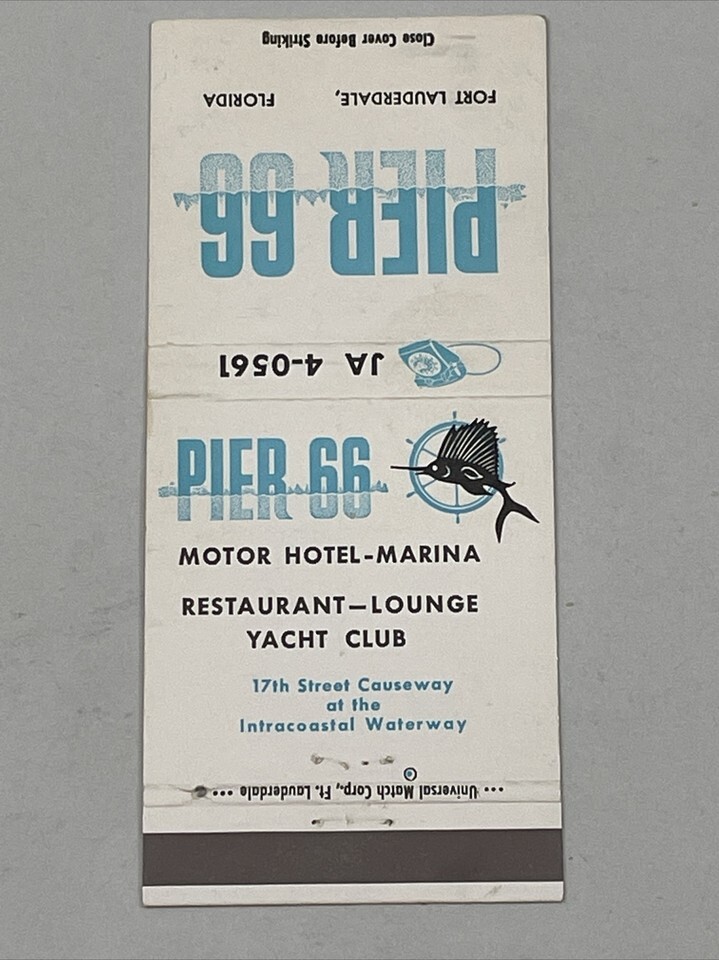 Close Cover Before Striking
FORT LAUDERDALE, FLORIDA
PIER 66
JA 4-0561
PIER 66
MOTOR HOTEL-MARINA
RESTAURANT—LOUNGE
YACHT CLUB
17th Street Causeway
at the
Intracoastal Waterway
••• Universal Match Corp., Ft. Lauderdale •••